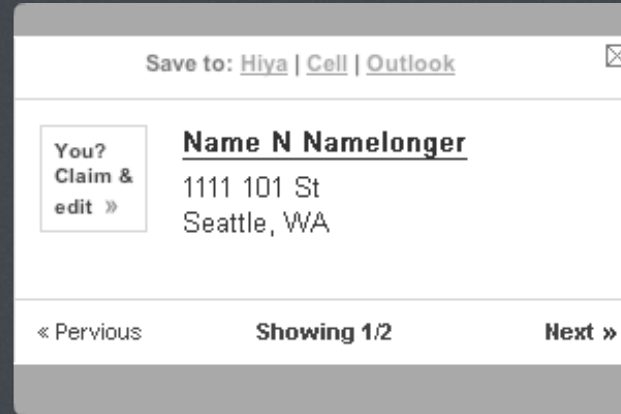 Save to: Hiya | Cell | Outlook
You?
Claim &
edit »
Name N Namelonger
1111 101 St
Seattle, WA
« Pervious Showing 1/2 Next »